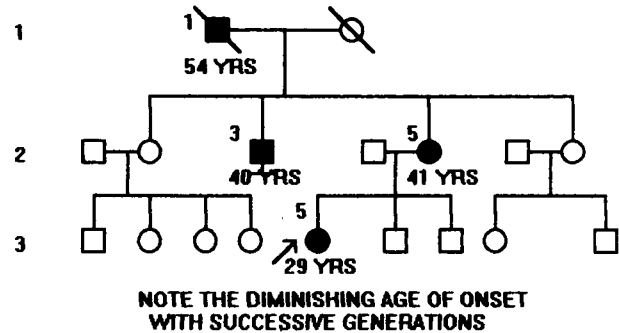 1
1
54 YRS
2
3
5
40 YRS
41 YRS
3
5
29 YRS
NOTE THE DIMINISHING AGE OF ONSET
WITH SUCCESSIVE GENERATIONS